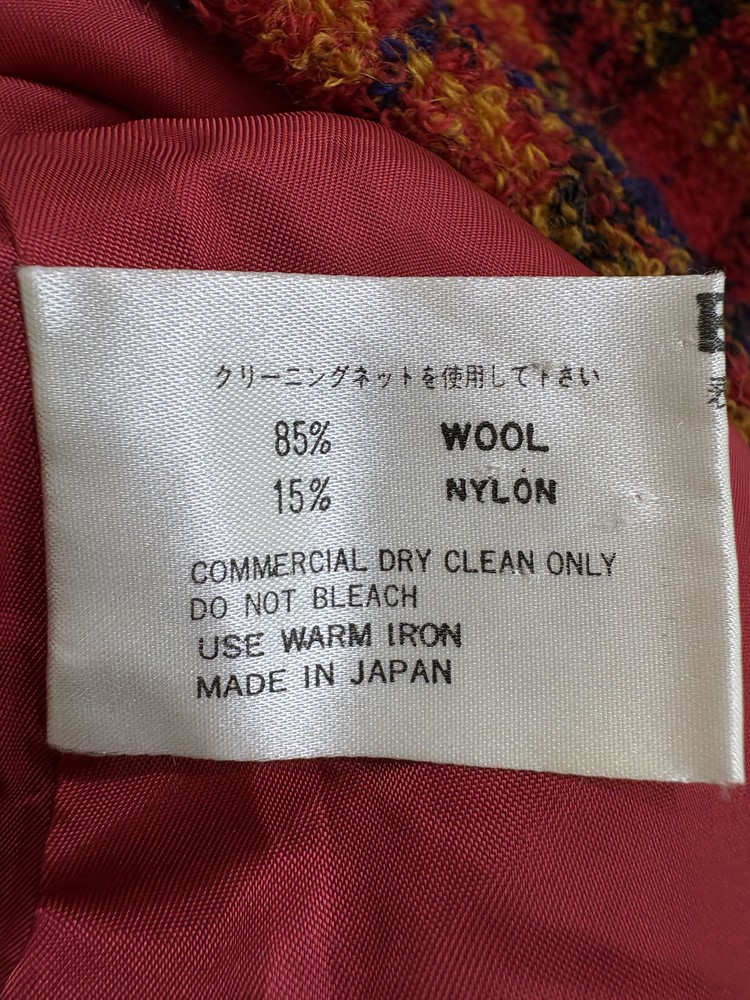 クリーニングネットを使用して下さい
85% WOOL
15% NYLON
COMMERCIAL DRY CLEAN ONLY
DO NOT BLEACH
USE WARM IRON
MADE IN JAPAN